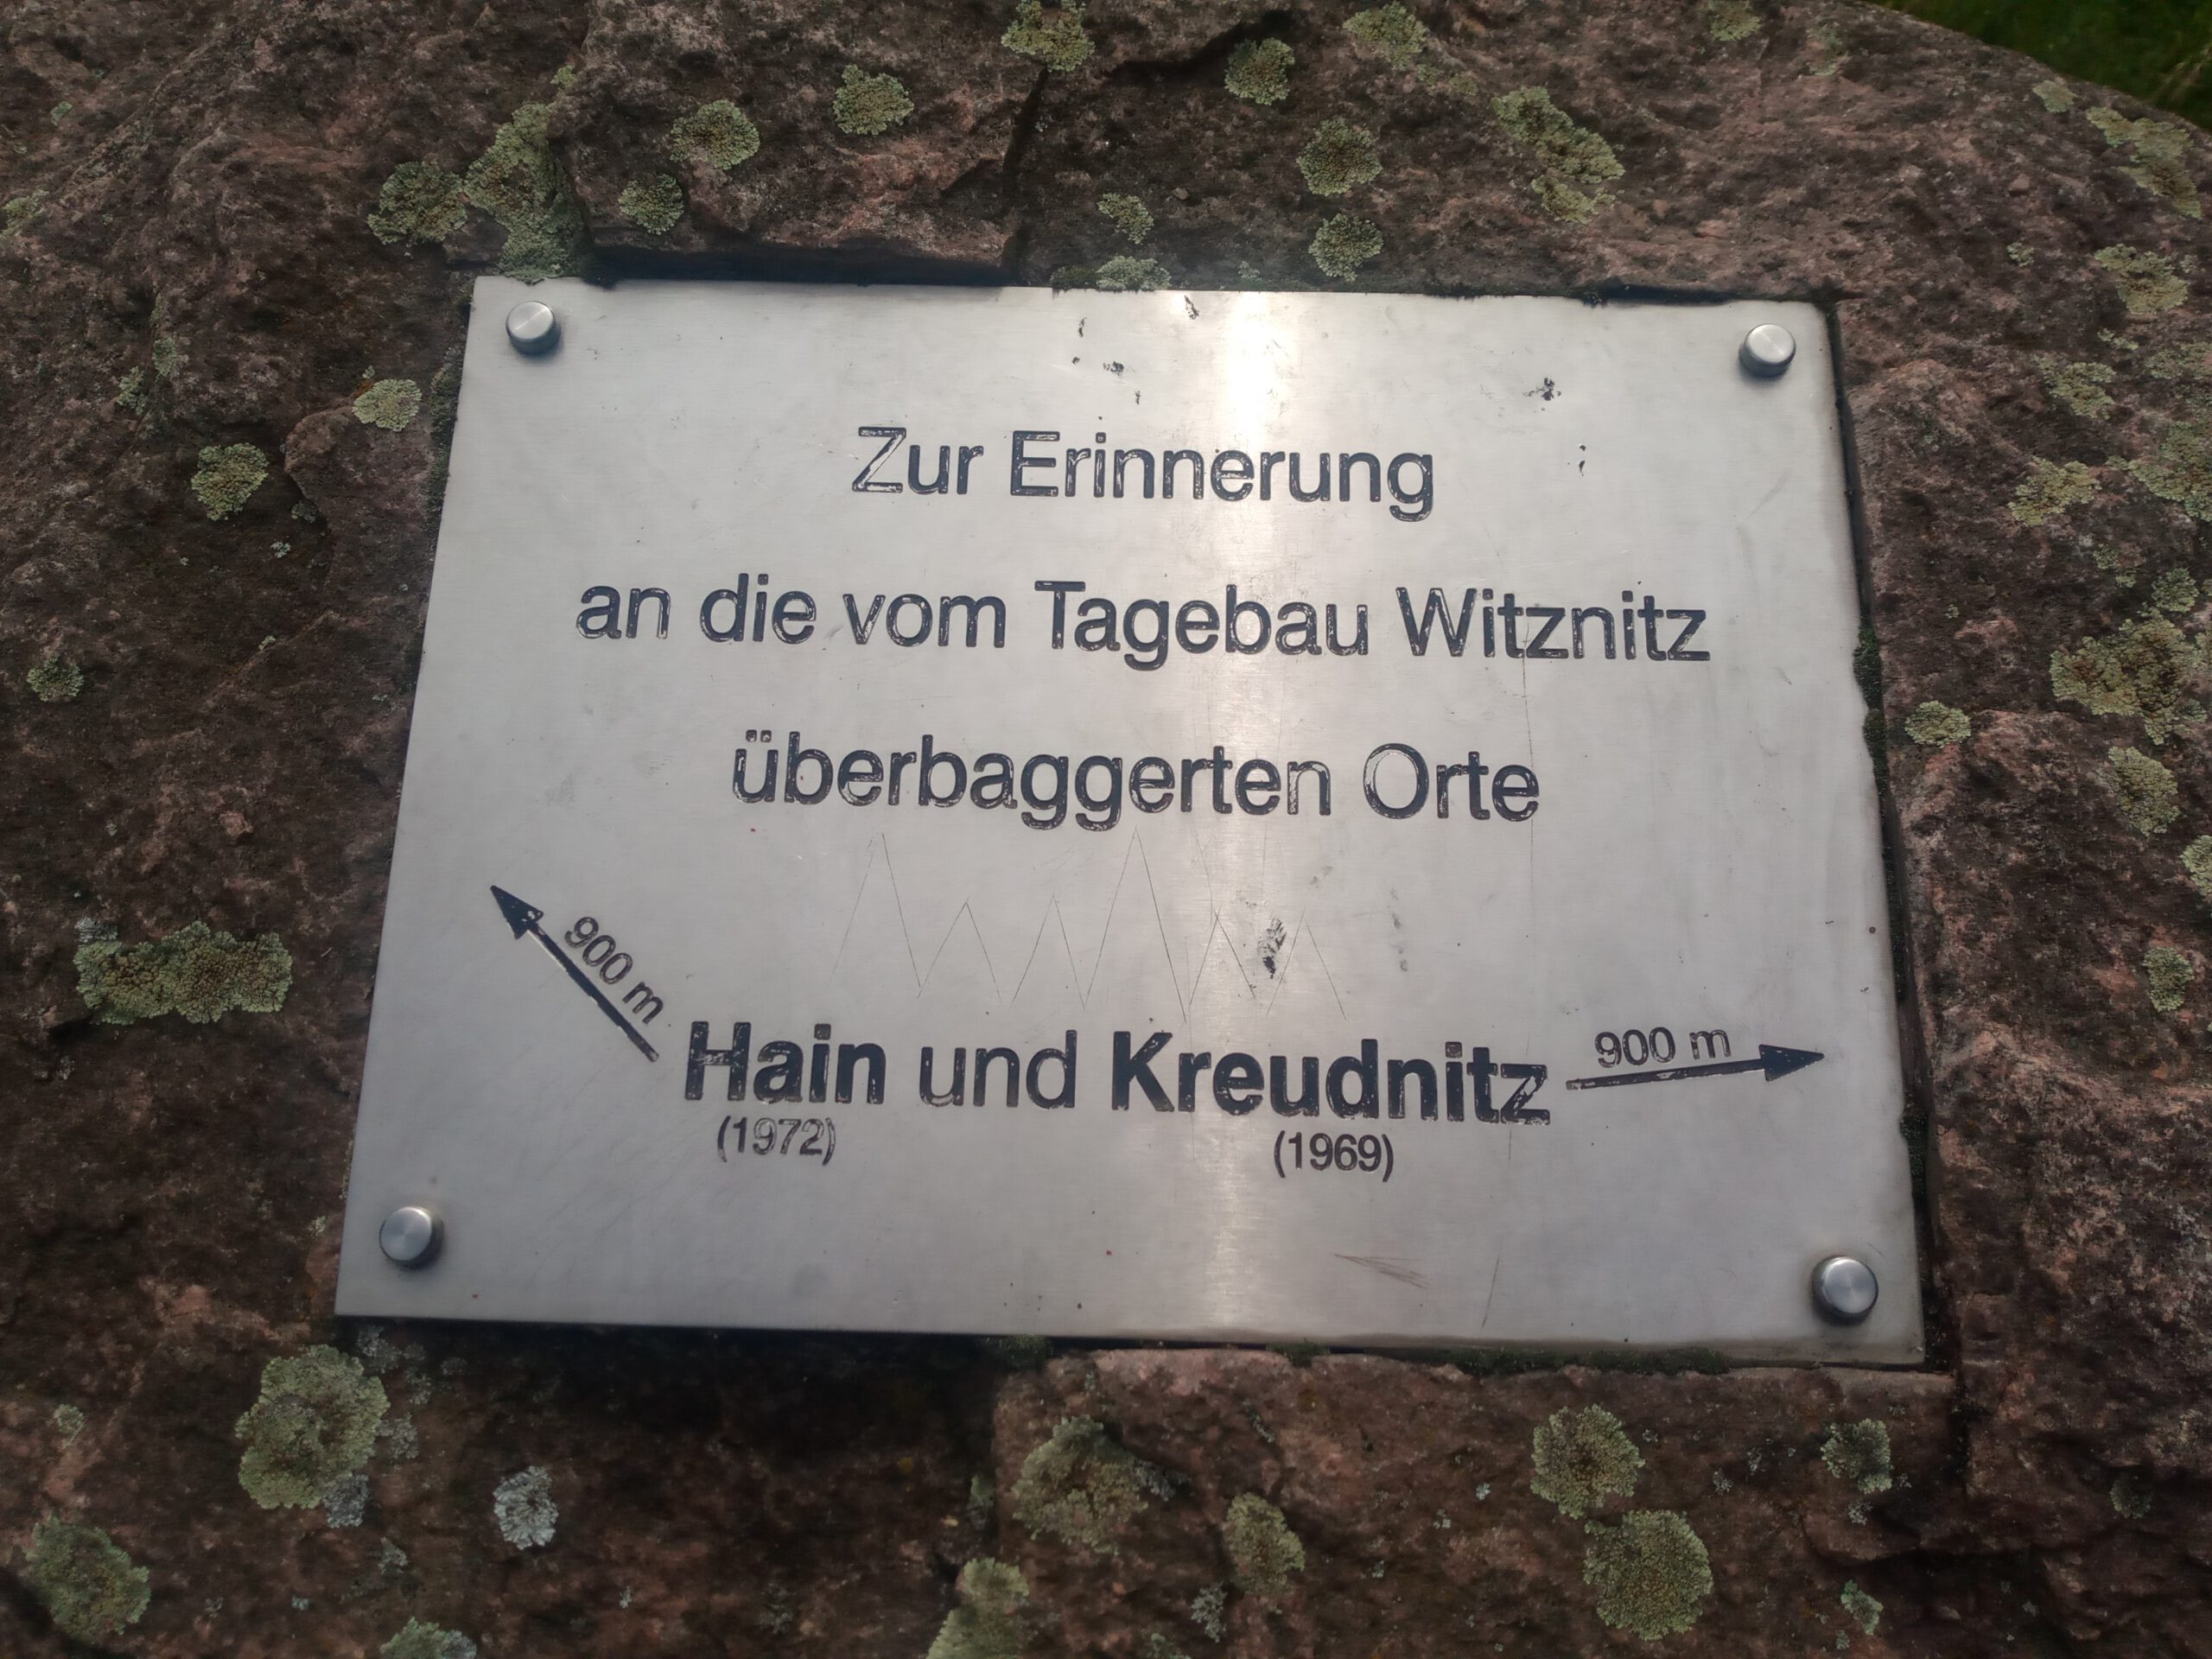 Zur Erinnerung
an die vom Tagebau Witznitz
überbaggerten Orte
900 m
Hain und Kreudnitz
900 m
(1972)
(1969)